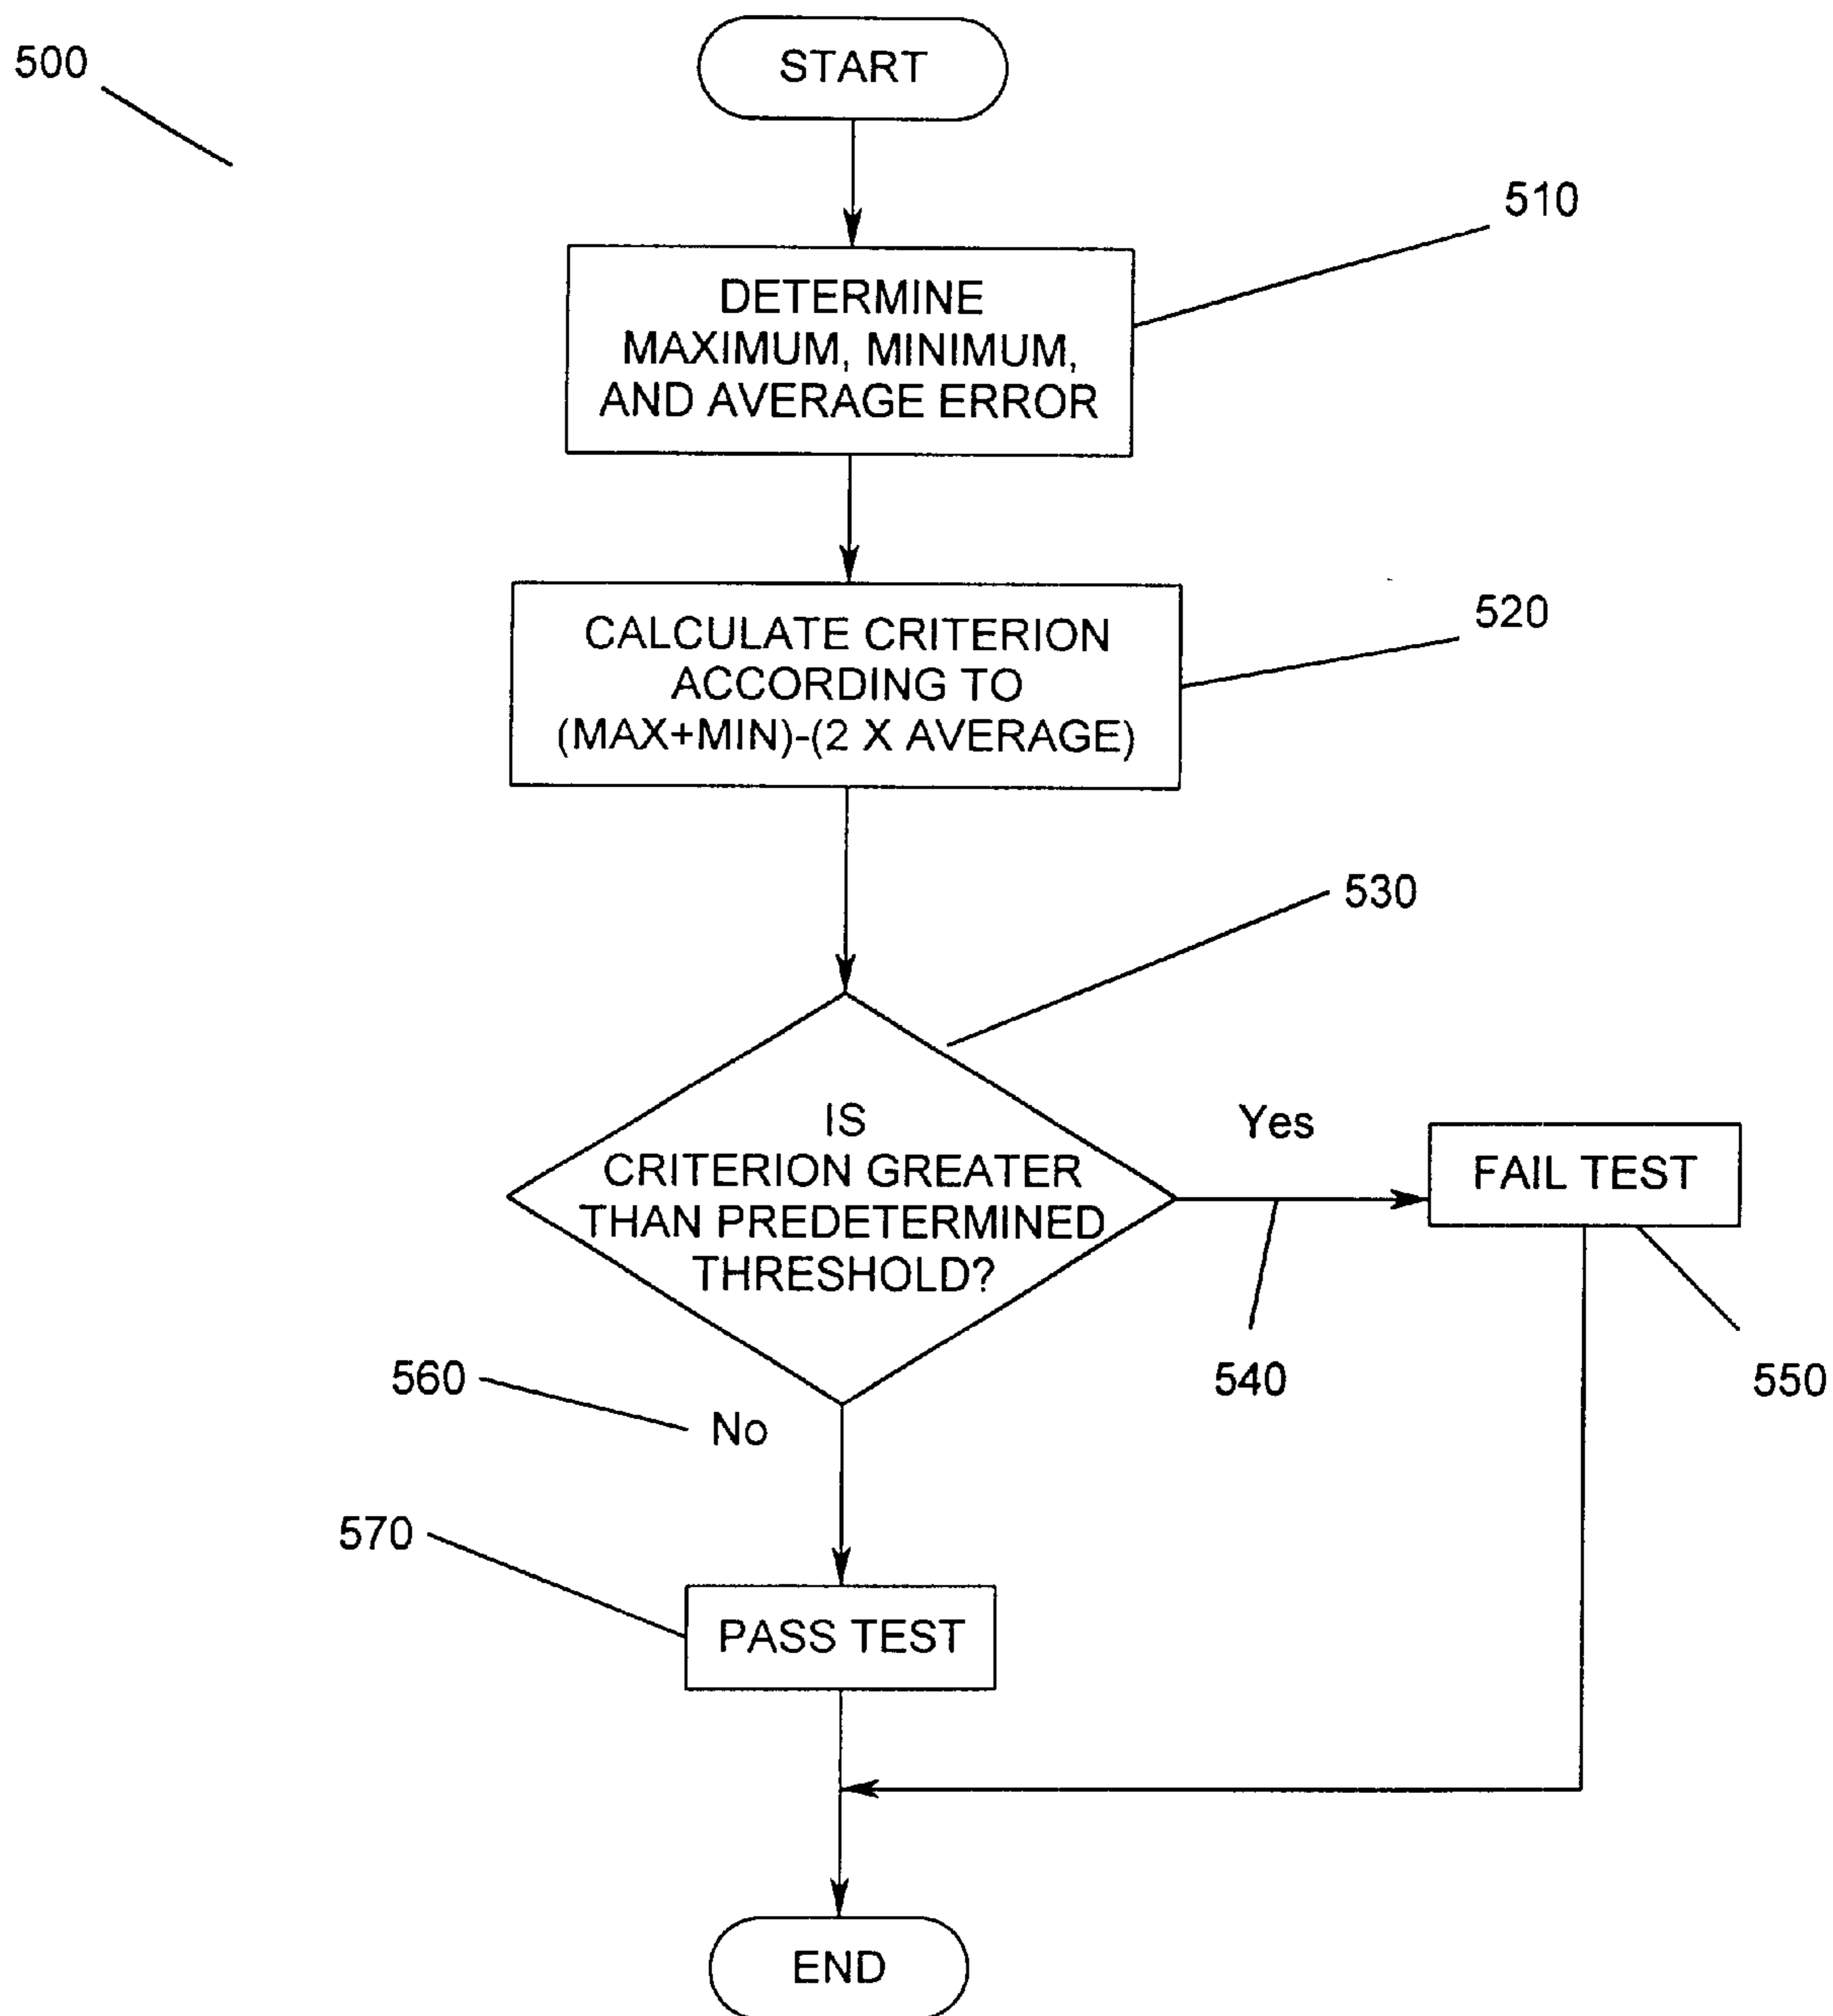 START
500
510
DETERMINE
MAXIMUM, MINIMUM,
AND AVERAGE ERROR
520
CALCULATE CRITERION
ACCORDING TO
(MAX+MIN)-(2 X AVERAGE)
530
IS
CRITERION GREATER
THAN PREDETERMINED
THRESHOLD?
Yes
FAIL TEST
540
550
560
No
570
PASS TEST
END